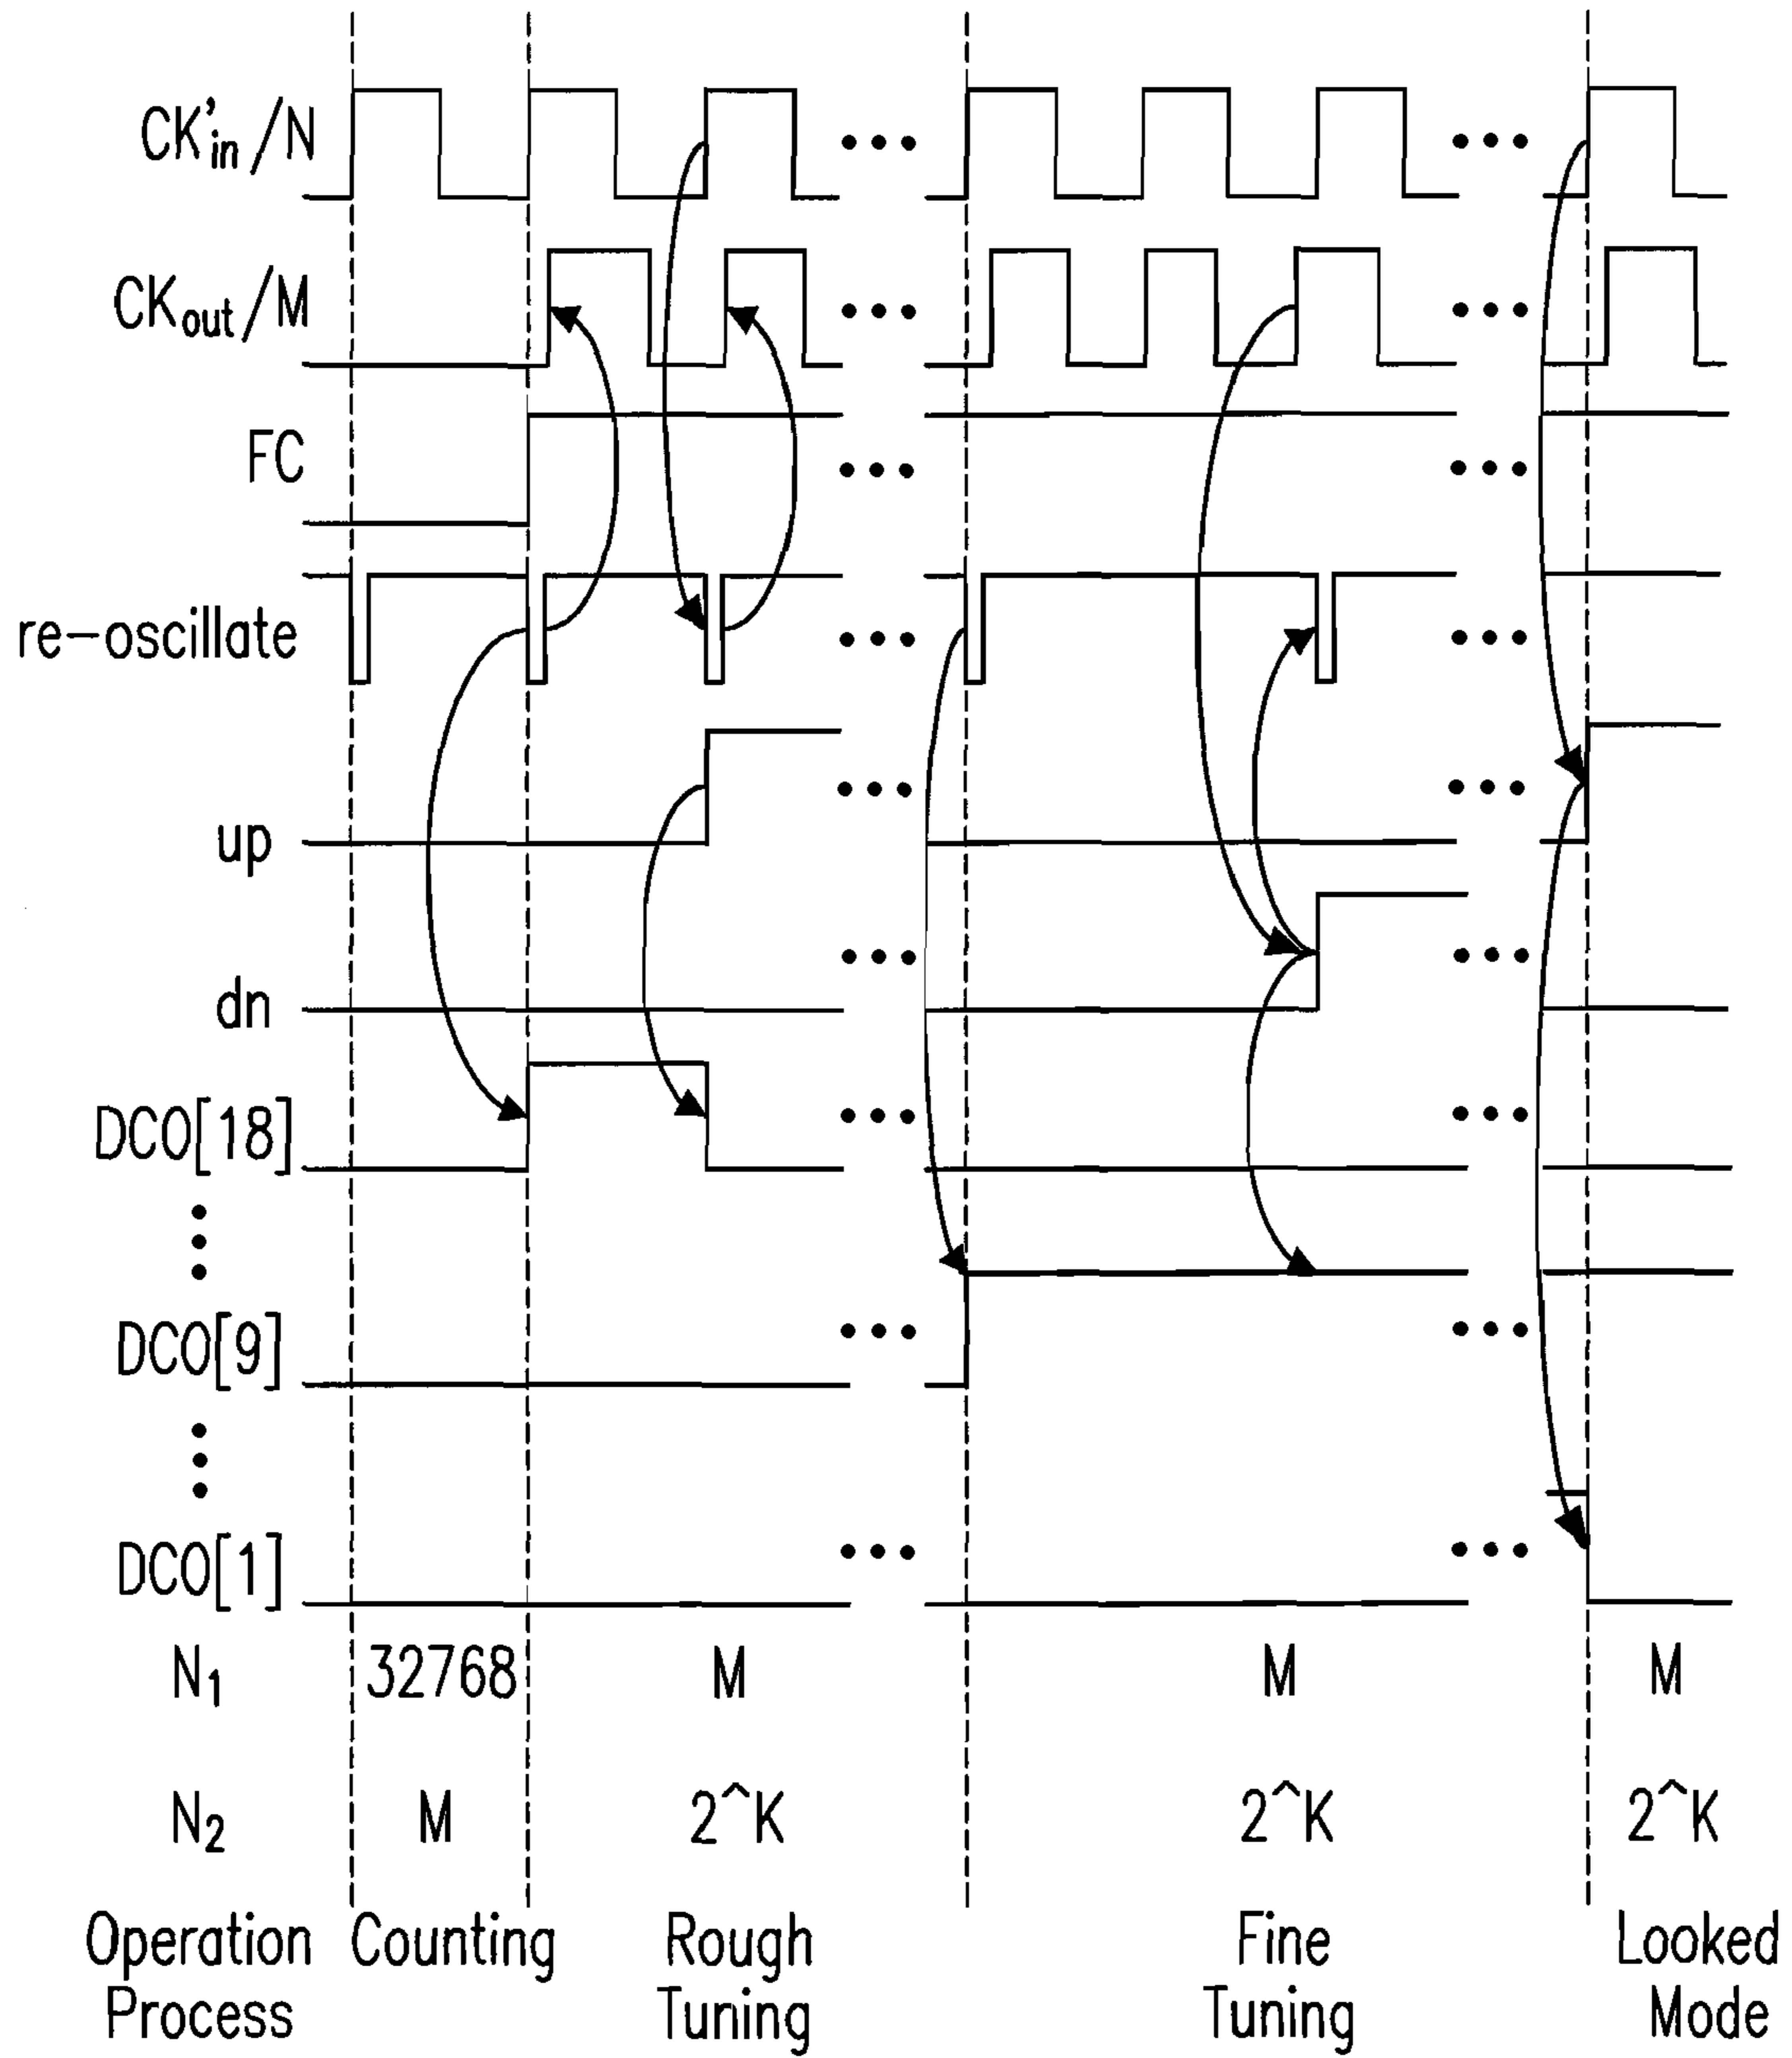 CK'in/N
CKout/M
FC
re-oscillate
up
dn
DCO[18]
DCO[9]
DCO[1]
N1 32768 M M M
N2 M 2^K 2^K 2^K
Operation Process Counting Rough Tuning Fine Tuning Looked Mode